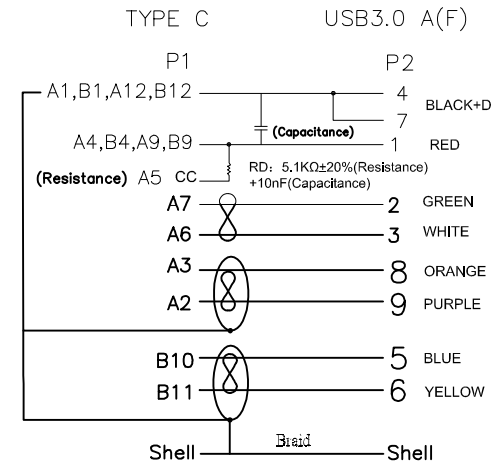 TYPE C USB3.0 A(F)
P1 P2
A1,B1,A12,B12 4
BLACK+D
7
A4,B4,A9,B9 (Capacitance) 1 RED
(Resistance) A5 CC RD: 5.1KΩ±20%(Resistance)
+10nF(Capacitance)
A7 2 GREEN
A6 3 WHITE
A3 8 ORANGE
A2 9 PURPLE
B10 5 BLUE
B11 6 YELLOW
Shell Braid Shell